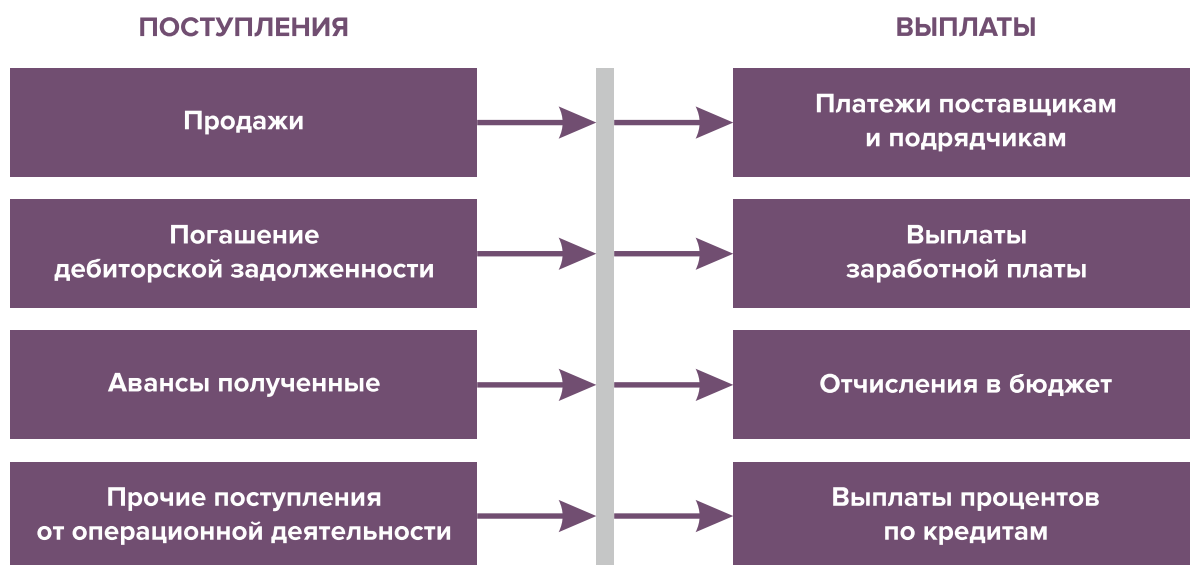 ПОСТУПЛЕНИЯ
ВЫПЛАТЫ
Продажи
Платежи поставщикам
и подрядчикам
Погашение
дебиторской задолженности
Выплаты
заработной платы
Авансы полученные
Отчисления в бюджет
Прочие поступления
от операционной деятельности
Выплаты процентов
по кредитам